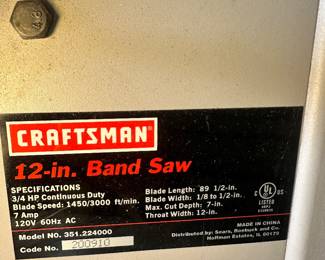 CRAFTSMAN
12-in. Band Saw
SPECIFICATIONS
3/4 HP Continuous Duty
Blade Speed: 1450/3000 ft/min.
7 Amp
120V 60Hz AC
Blade Length: 89 1/2-in.
Blade Width: 1/8 to 1/2-in.
Max. Cut Depth: 7-in.
Throat Width: 12-in.
C UL US
LISTED
Model No. 351.224000
Code No. 200910
MADE IN CHINA
Distributed by: Sears, Roebuck and Co.
Hoffman Estates, IL 60179